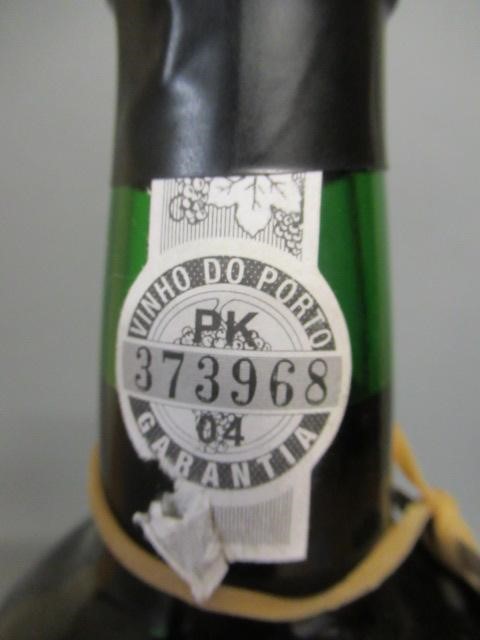 VINHO DO PORTO
PK
373968
04
GARANTIA